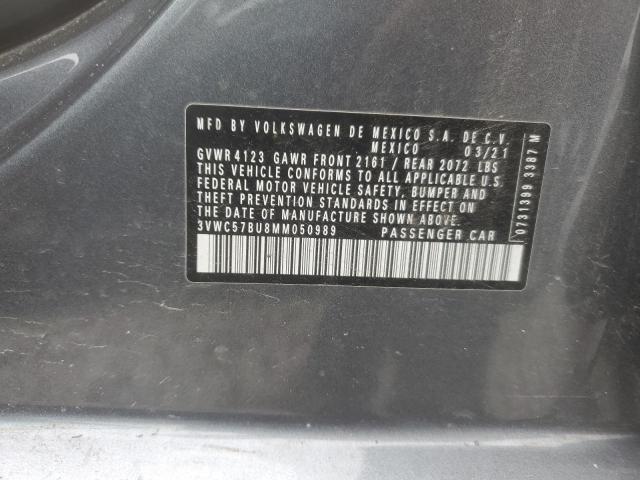 MFD BY VOLKSWAGEN DE MEXICO S.A. DE C.V.
MEXICO 03/21
GVWR 4123 GAWR FRONT 2161 / REAR 2072 LBS
THIS VEHICLE CONFORMS TO ALL APPLICABLE U.S.
FEDERAL MOTOR VEHICLE SAFETY, BUMPER AND
THEFT PREVENTION STANDARDS IN EFFECT ON
THE DATE OF MANUFACTURE SHOWN ABOVE.
3VWC57BU8MM050989 PASSENGER CAR
0731399 3387 M